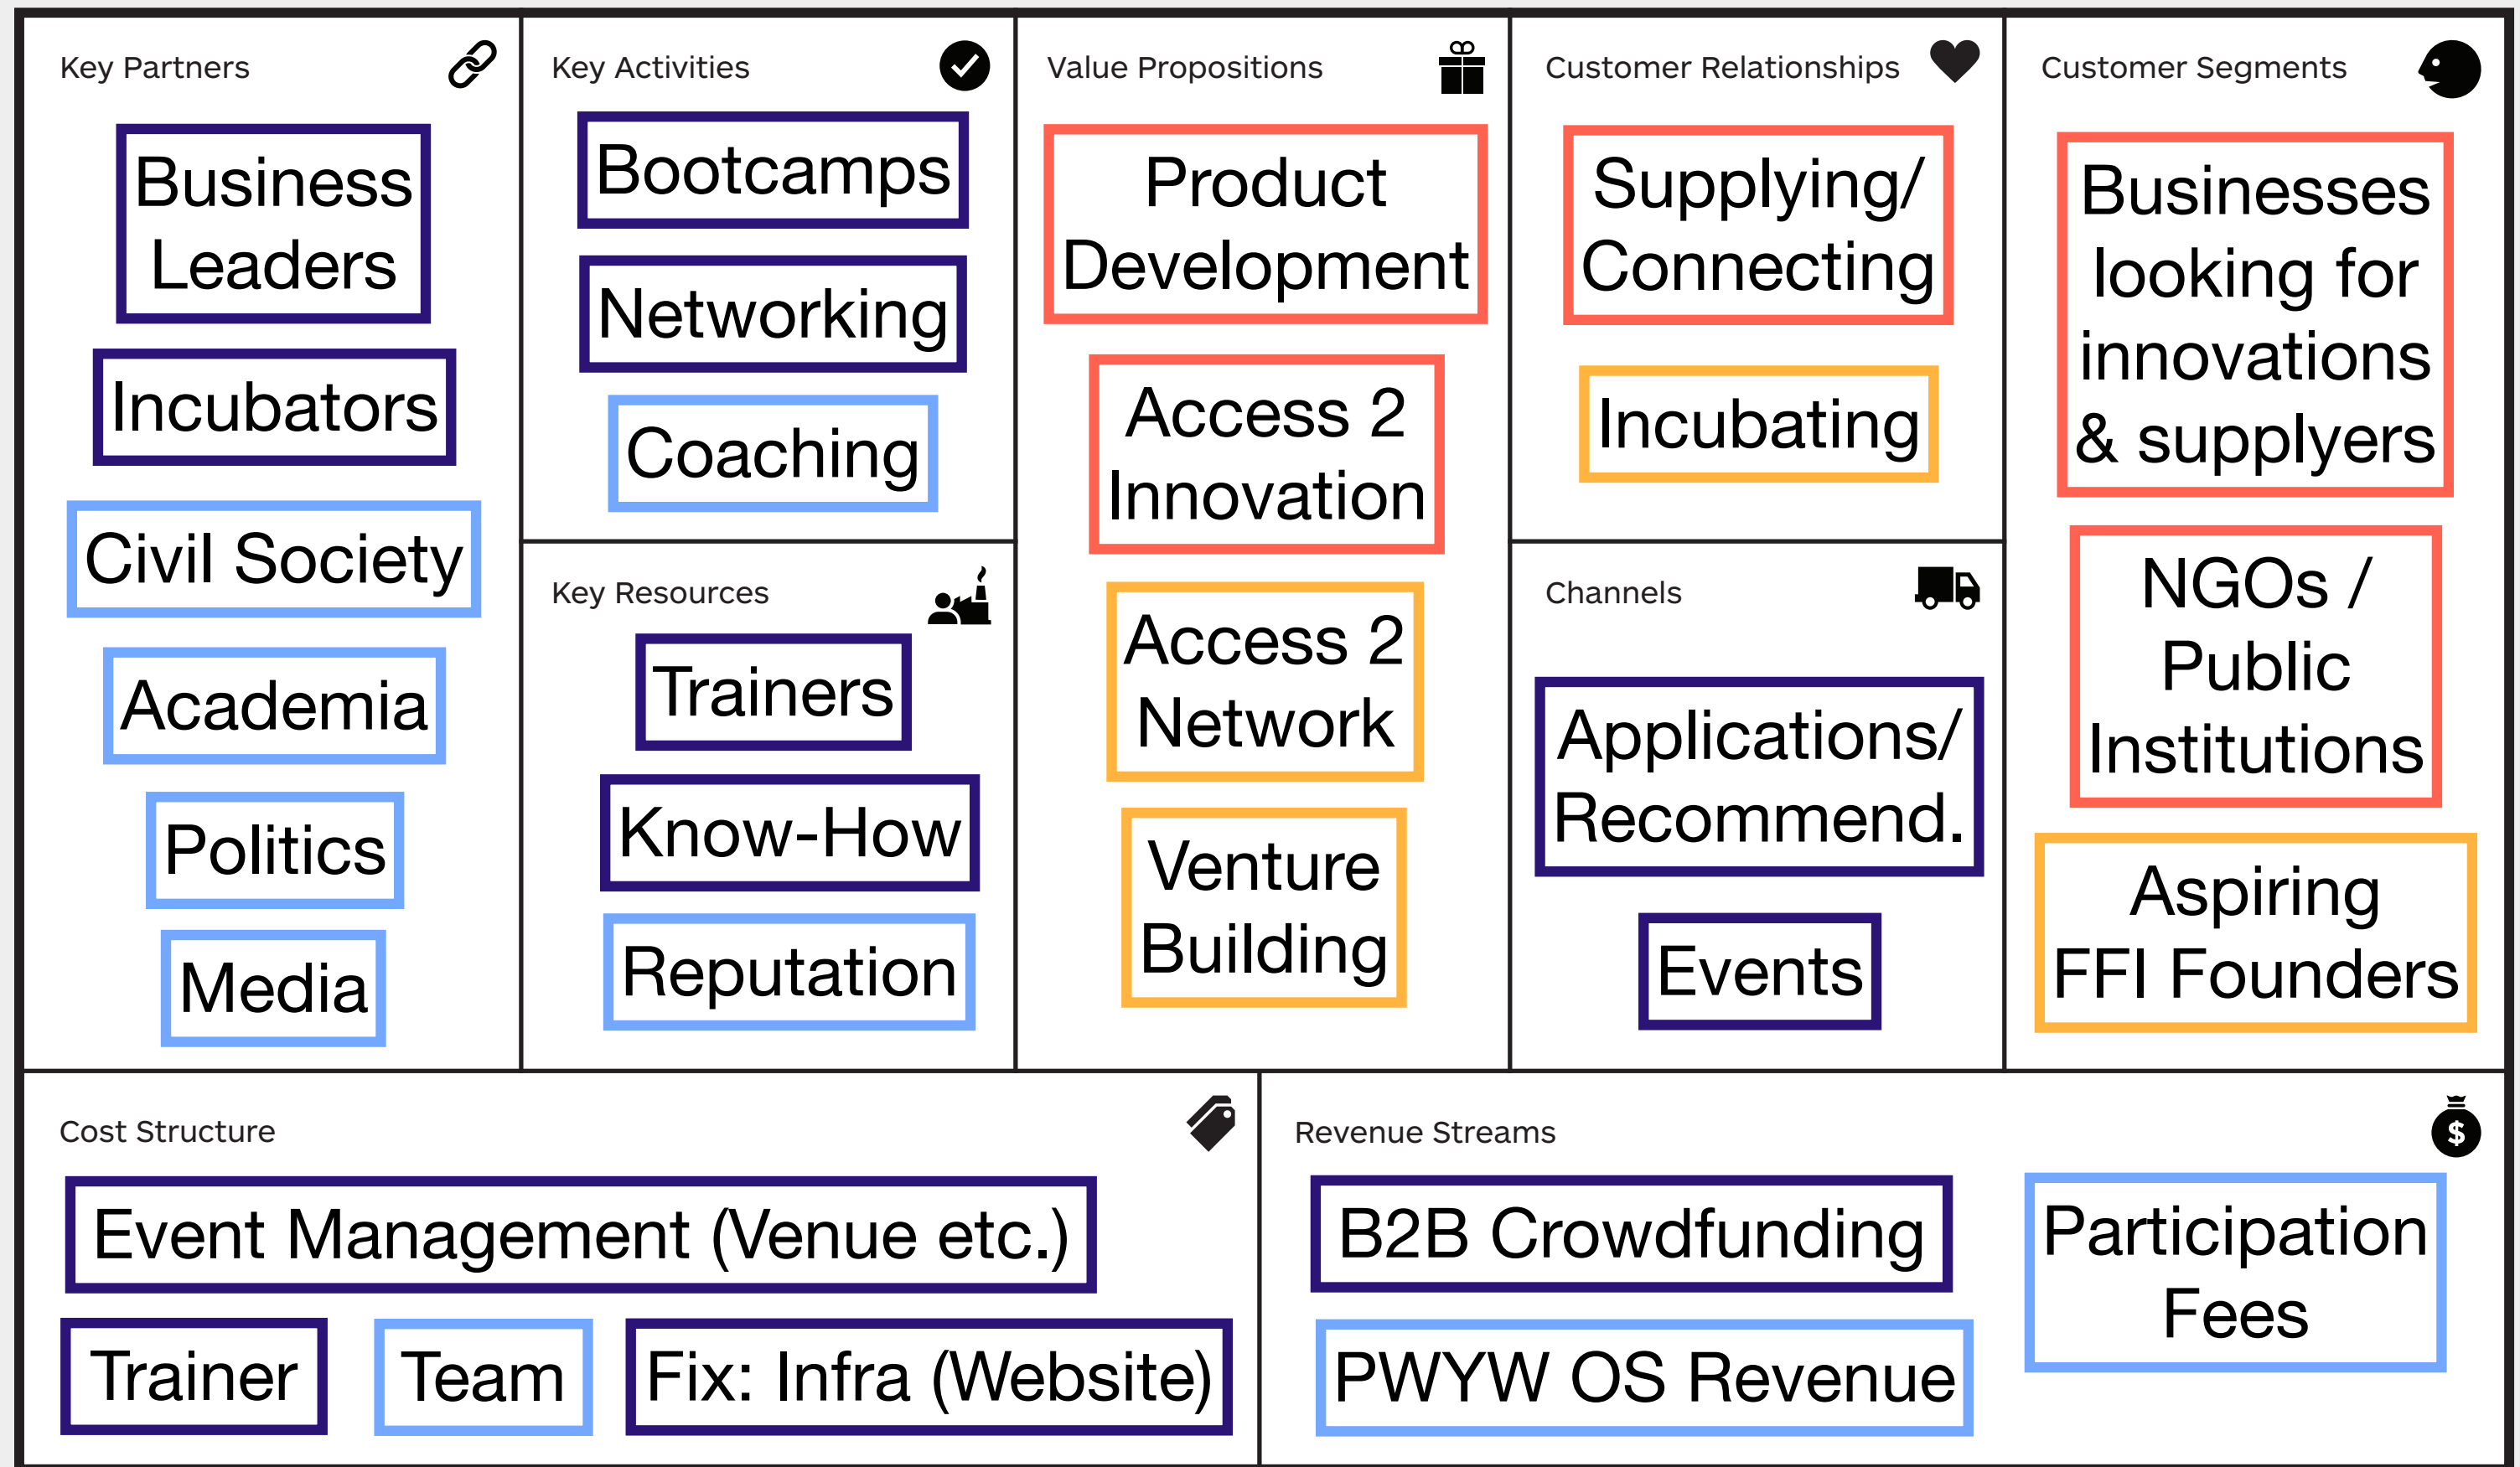 Key Partners
Business
Leaders
Incubators
Civil Society
Academia
Politics
Media
Key Activities
Bootcamps
Networking
Coaching
Key Resources
Trainers
Know-How
Reputation
Value Propositions
Product
Development
Access 2
Innovation
Access 2
Network
Venture
Building
Customer Relationships
Supplying/
Connecting
Incubating
Channels
Applications/
Recommend.
Events
Customer Segments
Businesses
looking for
innovations
& supplyers
NGOs /
Public
Institutions
Aspiring
FFI Founders
Cost Structure
Event Management (Venue etc.)
Trainer
Team
Fix: Infra (Website)
Revenue Streams
$
B2B Crowdfunding
PWYW OS Revenue
Participation
Fees